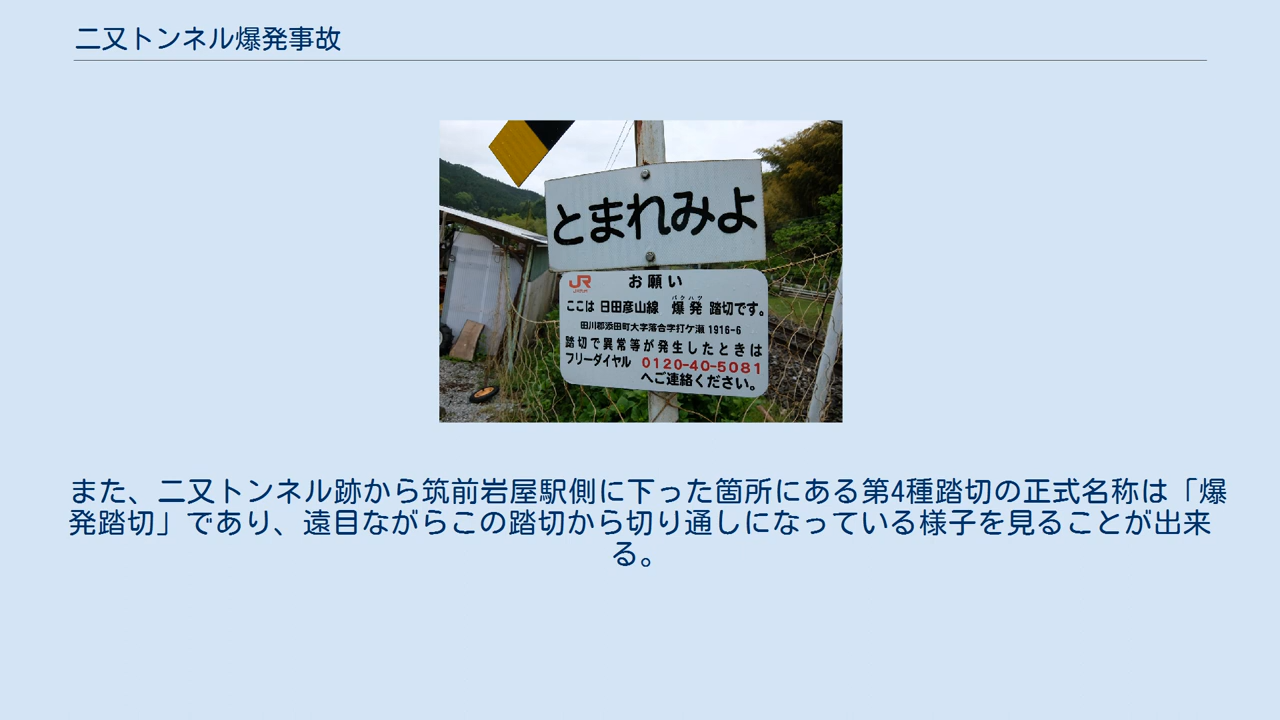 二又トンネル爆発事故
とまれみよ
JR
お願い
バクハツ
ここは 日田彦山線 爆発 踏切です。
田川郡添田町大字落合字打ケ瀬 1916-6
踏切で異常等が発生したときは
フリーダイヤル 0120-40-5081
へご連絡ください。
また、二又トンネル跡から筑前岩屋駅側に下った箇所にある第4種踏切の正式名称は「爆
発踏切」であり、遠目ながらこの踏切から切り通しになっている様子を見ることが出来
る。